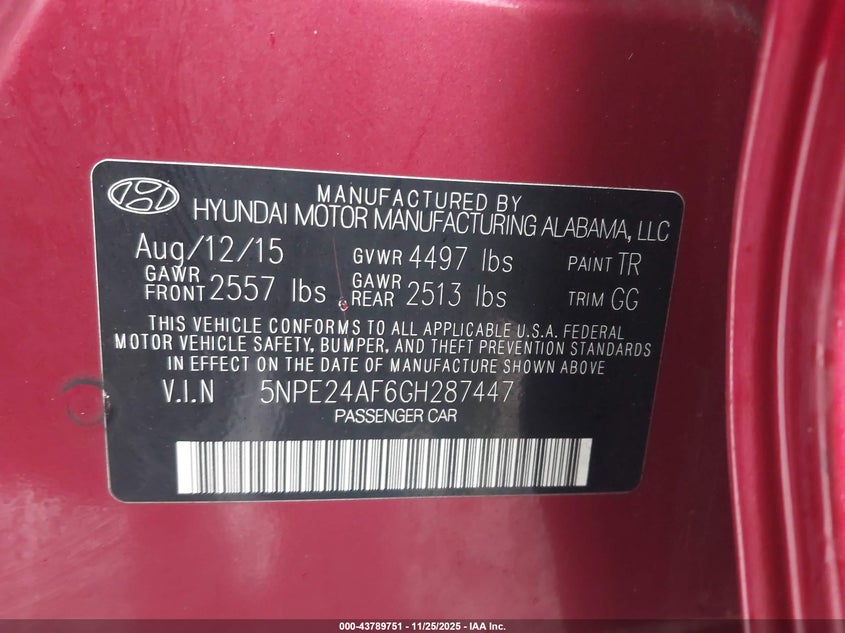 MANUFACTURED BY
HYUNDAI MOTOR MANUFACTURING ALABAMA, LLC
Aug/12/15 GVWR 4497 lbs PAINT TR
GAWR FRONT 2557 lbs GAWR REAR 2513 lbs TRIM GG
THIS VEHICLE CONFORMS TO ALL APPLICABLE U.S.A. FEDERAL
MOTOR VEHICLE SAFETY, BUMPER, AND THEFT PREVENTION STANDARDS
IN EFFECT ON THE DATE OF MANUFACTURE SHOWN ABOVE
V.I.N 5NPE24AF6GH287447
PASSENGER CAR
000-43789751 — 11/25/2025 — IAA Inc.